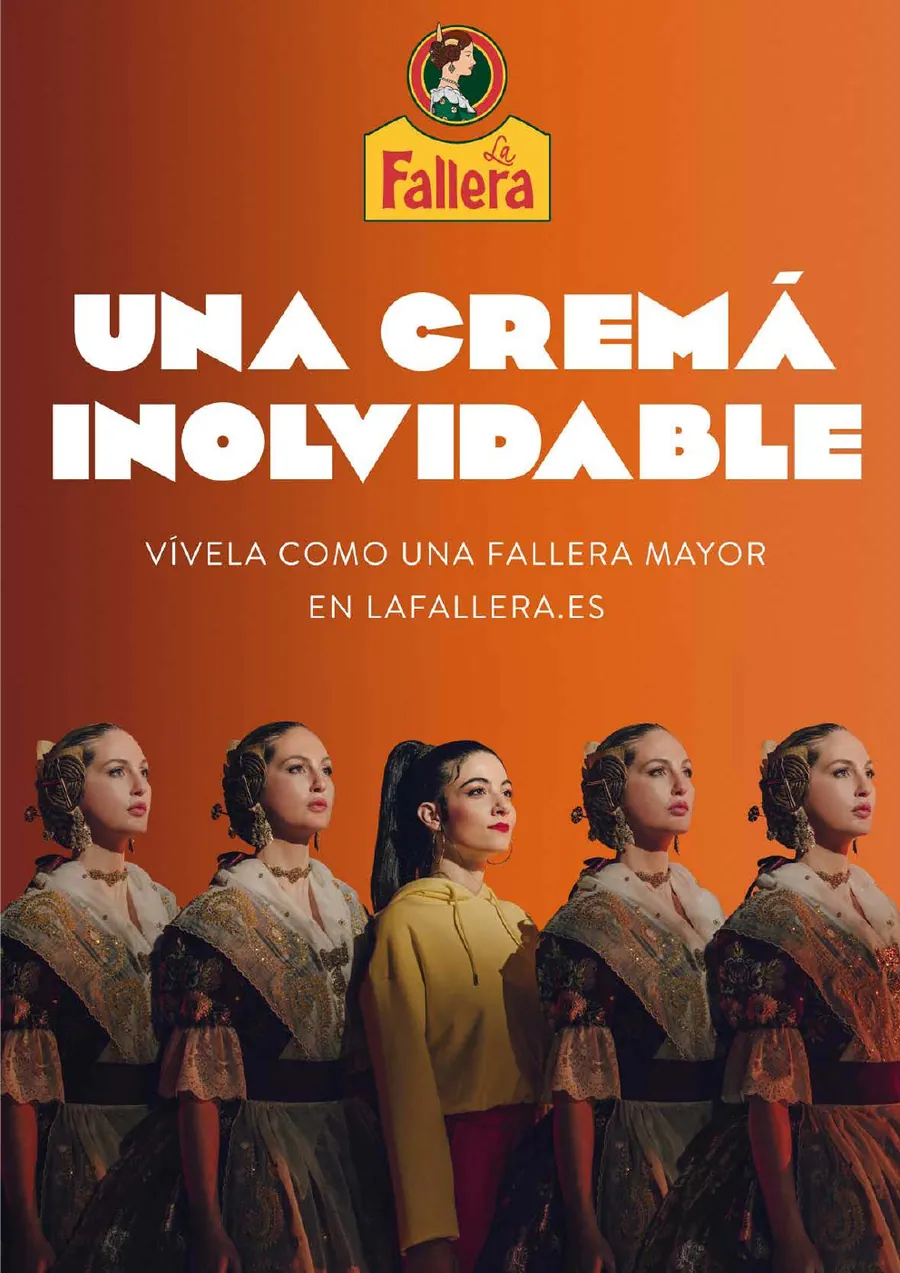 La
Fallera
UNA CREMÁ
INOLVIDABLE
VÍVELA COMO UNA FALLERA MAYOR
EN LAFALLERA.ES